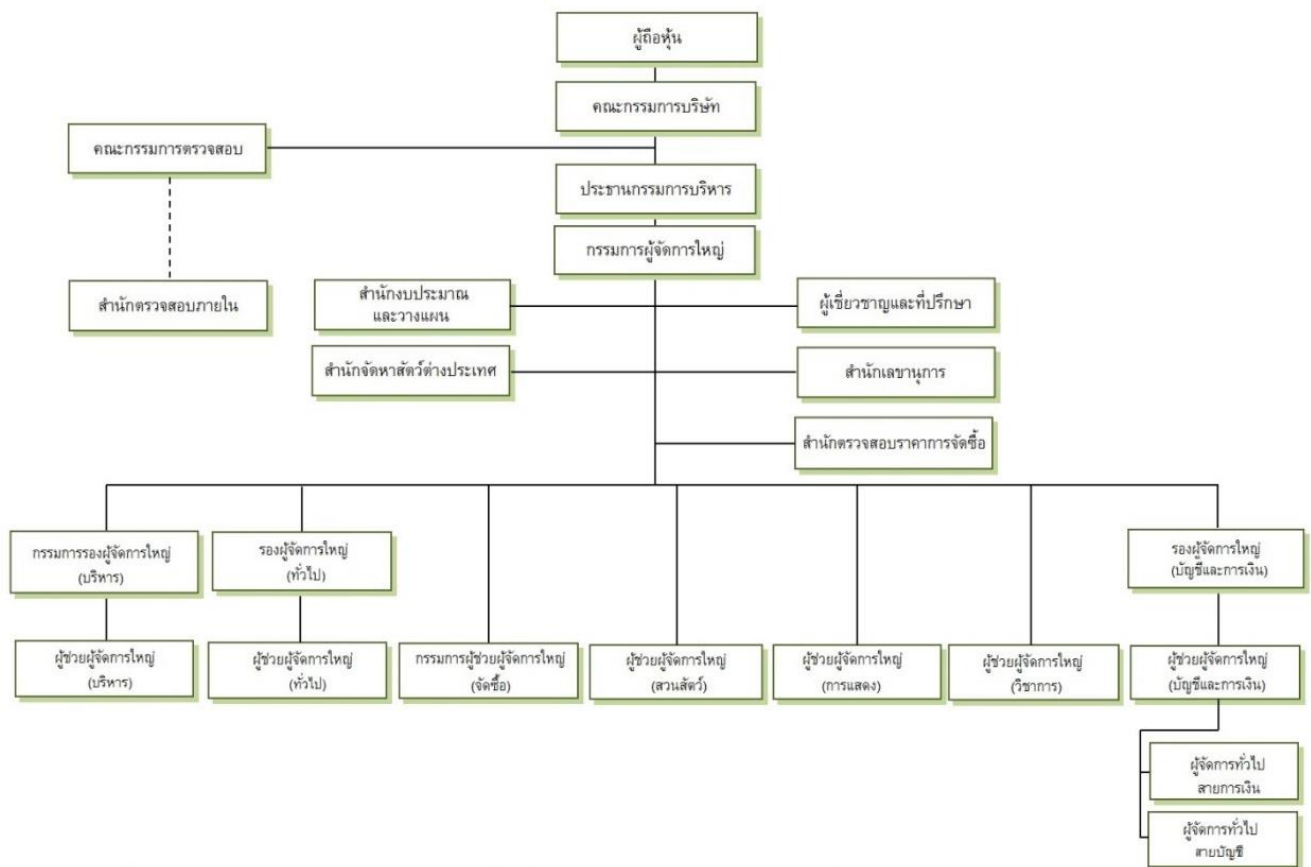 ผู้ถือหุ้น
คณะกรรมการบริษัท
คณะกรรมการตรวจสอบ
ประธานกรรมการบริหาร
กรรมการผู้จัดการใหญ่
สำนักตรวจสอบภายใน
สำนักงบประมาณ
และวางแผน
ผู้เชี่ยวชาญและที่ปรึกษา
สำนักจัดหาสัตว์ต่างประเทศ
สำนักเลขานุการ
สำนักตรวจสอบราคาการจัดซื้อ
กรรมการรองผู้จัดการใหญ่
(บริหาร)
รองผู้จัดการใหญ่
(ทั่วไป)
รองผู้จัดการใหญ่
(บัญชีและการเงิน)
ผู้ช่วยผู้จัดการใหญ่
(บริหาร)
ผู้ช่วยผู้จัดการใหญ่
(ทั่วไป)
กรรมการผู้ช่วยผู้จัดการใหญ่
(จัดซื้อ)
ผู้ช่วยผู้จัดการใหญ่
(สวนสัตว์)
ผู้ช่วยผู้จัดการใหญ่
(การแสดง)
ผู้ช่วยผู้จัดการใหญ่
(วิชาการ)
ผู้ช่วยผู้จัดการใหญ่
(บัญชีและการเงิน)
ผู้จัดการทั่วไป
สายการเงิน
ผู้จัดการทั่วไป
สายบัญชี